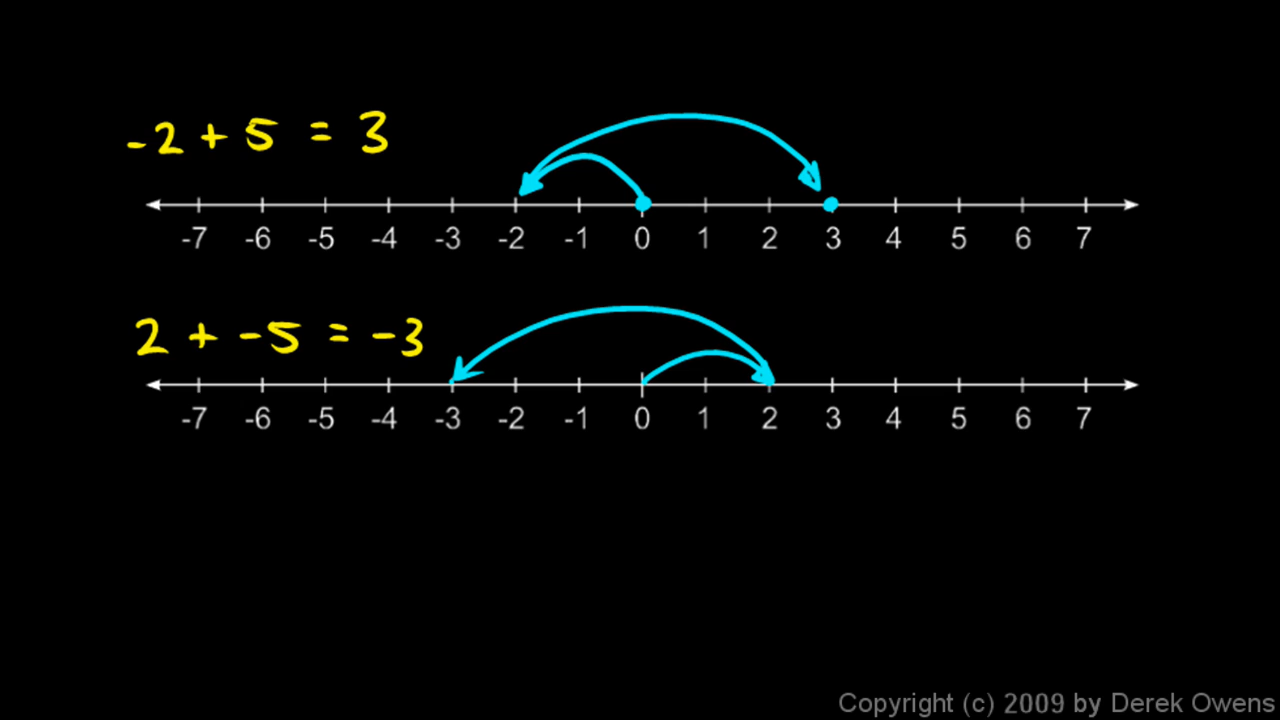 -2 + 5 = 3
-7 -6 -5 -4 -3 -2 -1 0 1 2 3 4 5 6 7
2 + -5 = -3
-7 -6 -5 -4 -3 -2 -1 0 1 2 3 4 5 6 7
Copyright (c) 2009 by Derek Owens